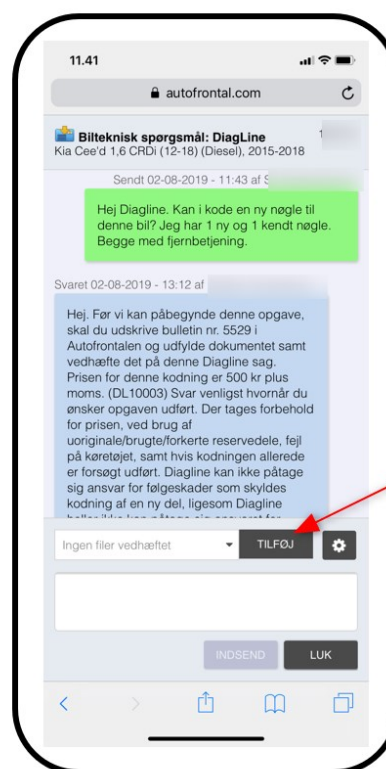 11.41
autofrontal.com
Bilteknisk spørgsmål: DiagLine
Kia Cee'd 1,6 CRDi (12-18) (Diesel), 2015-2018
Sendt 02-08-2019 - 11:43 af
Hej Diagline. Kan i kode en ny nøgle til
denne bil? Jeg har 1 ny og 1 kendt nøgle.
Begge med fjernbetjening.
Svaret 02-08-2019 - 13:12 af
Hej. Før vi kan påbegynde denne opgave,
skal du udskrive bulletin nr. 5529 i
Autofrontalen og udfylde dokumentet samt
vedhæfte det på denne Diagline sag.
Prisen for denne kodning er 500 kr plus
moms. (DL10003) Svar venligst hvornår du
ønsker opgaven udført. Der tages forbehold
for prisen, ved brug af
uoriginale/brugte/forkerte reservedele, fejl
på køretøjet, samt hvis kodningen allerede
er forsøgt udført. Diagline kan ikke påtage
sig ansvar for følgeskader som skyldes
kodning af en ny del, ligesom Diagline
Ingen filer vedhæftet
TILFØJ
INDSEND
LUK